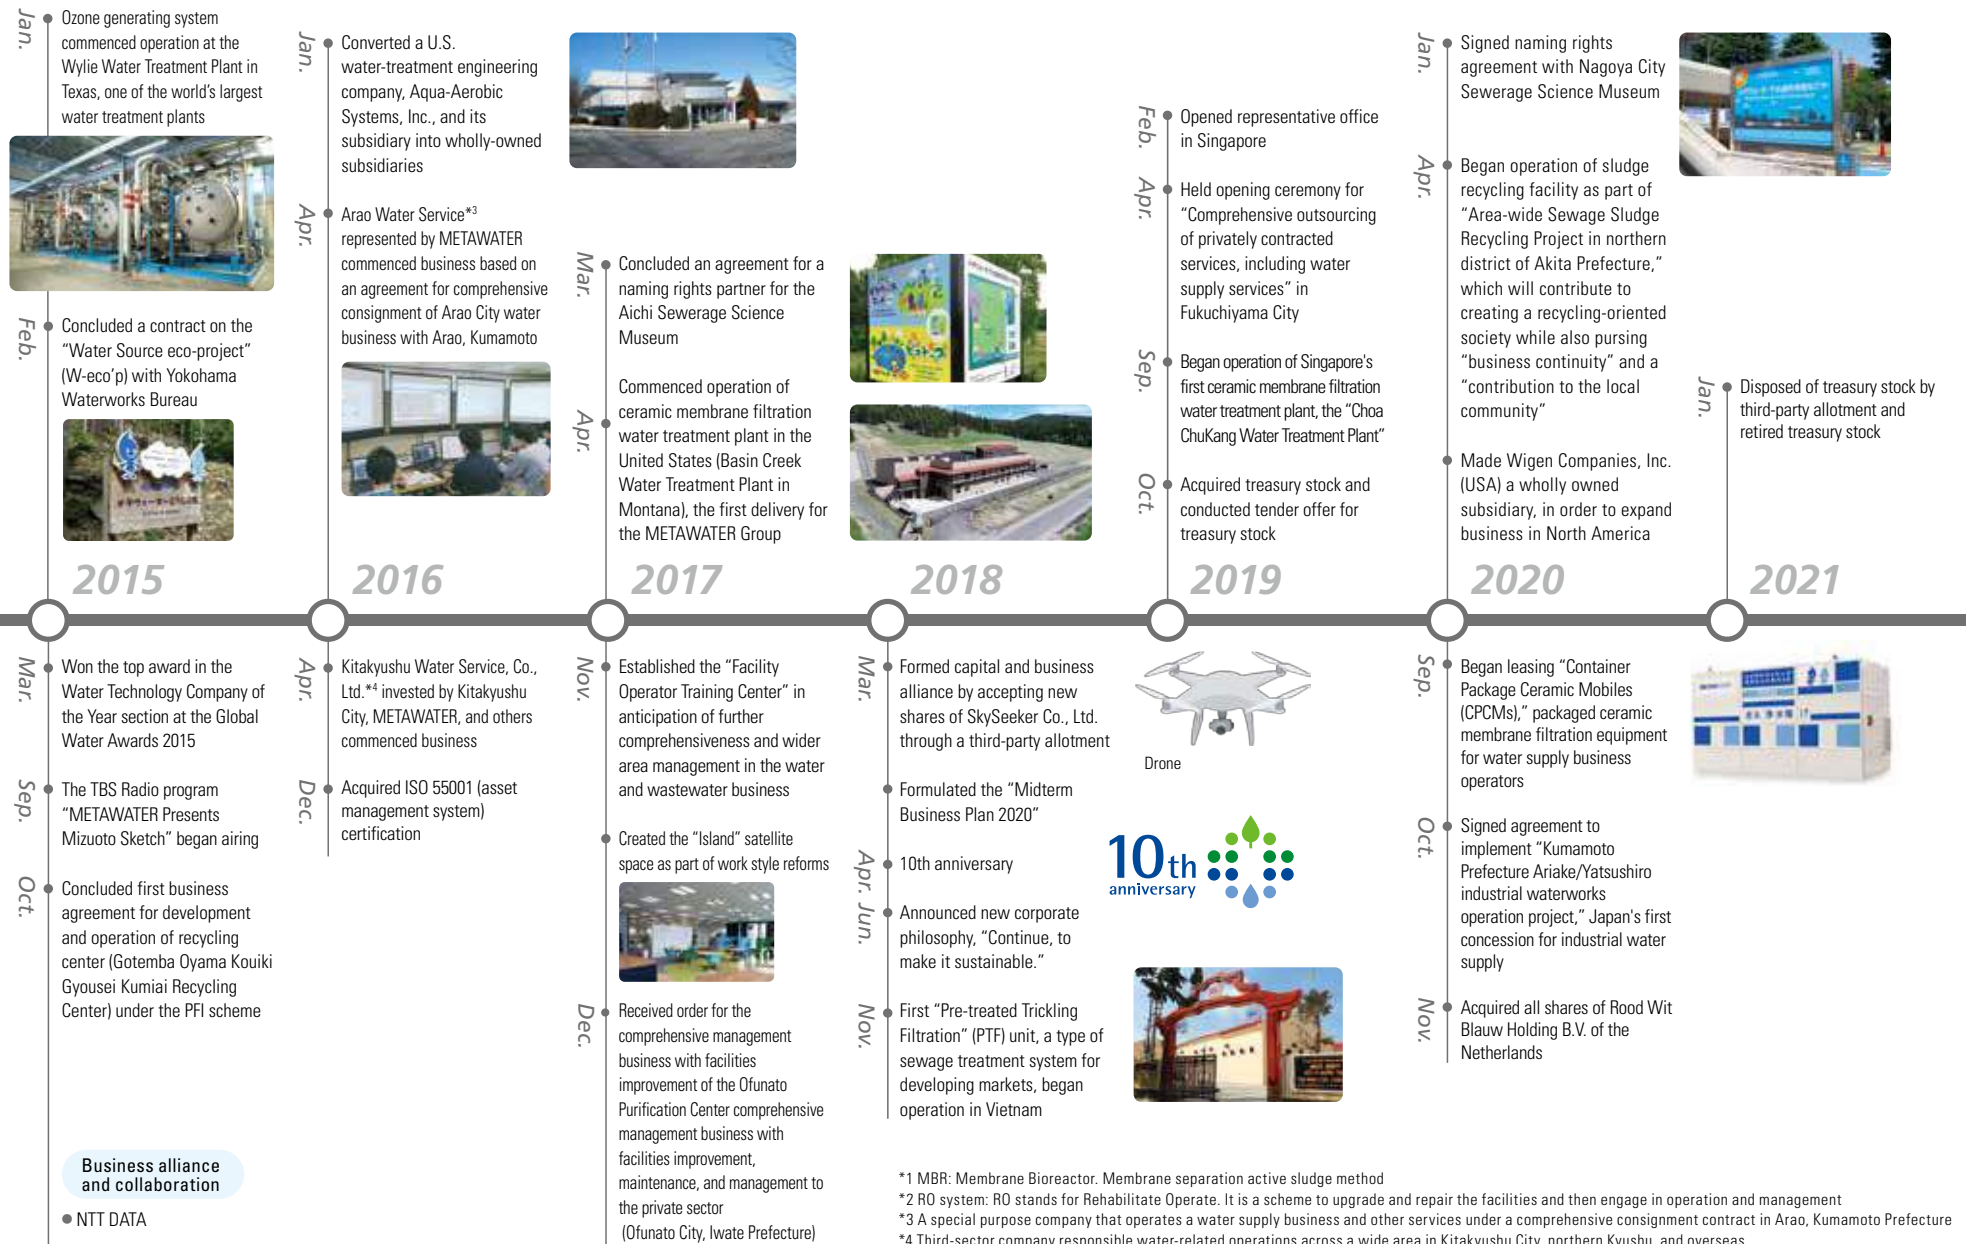 Jan.
Ozone generating system
commenced operation at the
Wylie Water Treatment Plant in
Texas, one of the world's largest
water treatment plants
Feb.
Concluded a contract on the
“Water Source eco-project”
(W-eco’p) with Yokohama
Waterworks Bureau
2015
Mar.
Won the top award in the
Water Technology Company of
the Year section at the Global
Water Awards 2015
Sep.
The TBS Radio program
“METAWATER Presents
Mizuoto Sketch” began airing
Oct.
Concluded first business
agreement for development
and operation of recycling
center (Gotemba Oyama Kouiki
Gyousei Kumiai Recycling
Center) under the PFI scheme
Business alliance
and collaboration
● NTT DATA
Jan.
Converted a U.S.
water-treatment engineering
company, Aqua-Aerobic
Systems, Inc., and its
subsidiary into wholly-owned
subsidiaries
Apr.
Arao Water Service*3
represented by METAWATER
commenced business based on
an agreement for comprehensive
consignment of Arao City water
business with Arao, Kumamoto
2016
Apr.
Kitakyushu Water Service, Co.,
Ltd.*4 invested by Kitakyushu
City, METAWATER, and others
commenced business
Dec.
Acquired ISO 55001 (asset
management system)
certification
Mar.
Concluded an agreement for a
naming rights partner for the
Aichi Sewerage Science
Museum
Apr.
Commenced operation of
ceramic membrane filtration
water treatment plant in the
United States (Basin Creek
Water Treatment Plant in
Montana), the first delivery for
the METAWATER Group
2017
Nov.
Established the “Facility
Operator Training Center” in
anticipation of further
comprehensiveness and wider
area management in the water
and wastewater business
Created the “Island” satellite
space as part of work style reforms
Dec.
Received order for the
comprehensive management
business with facilities
improvement of the Ofunato
Purification Center comprehensive
management business with
facilities improvement,
maintenance, and management to
the private sector
(Ofunato City, Iwate Prefecture)
2018
Mar.
Formed capital and business
alliance by accepting new
shares of SkySeeker Co., Ltd.
through a third-party allotment
Drone
Formulated the “Midterm
Business Plan 2020”
Apr.
10th anniversary
10th
anniversary
Jun.
Announced new corporate
philosophy, “Continue, to
make it sustainable.”
Nov.
First “Pre-treated Trickling
Filtration” (PTF) unit, a type of
sewage treatment system for
developing markets, began
operation in Vietnam
Feb.
Opened representative office
in Singapore
Apr.
Held opening ceremony for
“Comprehensive outsourcing
of privately contracted
services, including water
supply services” in
Fukuchiyama City
Sep.
Began operation of Singapore's
first ceramic membrane filtration
water treatment plant, the “Choa
ChuKang Water Treatment Plant”
Oct.
Acquired treasury stock and
conducted tender offer for
treasury stock
2019
Jan.
Signed naming rights
agreement with Nagoya City
Sewerage Science Museum
Apr.
Began operation of sludge
recycling facility as part of
“Area-wide Sewage Sludge
Recycling Project in northern
district of Akita Prefecture,”
which will contribute to
creating a recycling-oriented
society while also pursing
“business continuity” and a
“contribution to the local
community”
Made Wigen Companies, Inc.
(USA) a wholly owned
subsidiary, in order to expand
business in North America
2020
Sep.
Began leasing “Container
Package Ceramic Mobiles
(CPCMs),” packaged ceramic
membrane filtration equipment
for water supply business
operators
Oct.
Signed agreement to
implement “Kumamoto
Prefecture Ariake/Yatsushiro
industrial waterworks
operation project,” Japan's first
concession for industrial water
supply
Nov.
Acquired all shares of Rood Wit
Blauw Holding B.V. of the
Netherlands
Jan.
Disposed of treasury stock by
third-party allotment and
retired treasury stock
2021
*1 MBR: Membrane Bioreactor. Membrane separation active sludge method
*2 RO system: RO stands for Rehabilitate Operate. It is a scheme to upgrade and repair the facilities and then engage in operation and management
*3 A special purpose company that operates a water supply business and other services under a comprehensive consignment contract in Arao, Kumamoto Prefecture
*4 Third-sector company responsible water-related operations across a wide area in Kitakyushu City, northern Kyushu, and overseas